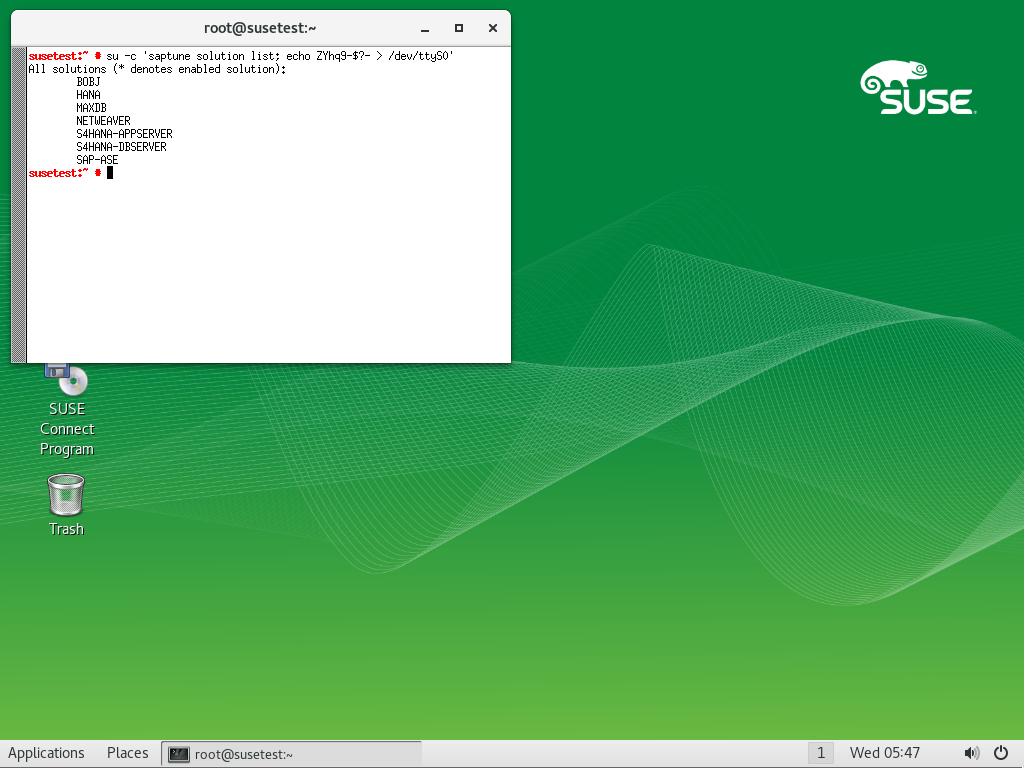 root@susetest:~
susetest:~ # su -c 'saptune solution list; echo ZYhq9-$?- > /dev/ttyS0'
All solutions (* denotes enabled solution):
BOBJ
HANA
MAXDB
NETWEAVER
S4HANA-APPSERVER
S4HANA-DBSERVER
SAP-ASE
susetest:~ #
SUSE
SUSE
Connect
Program
Trash
Applications Places root@susetest:~ 1 Wed 05:47